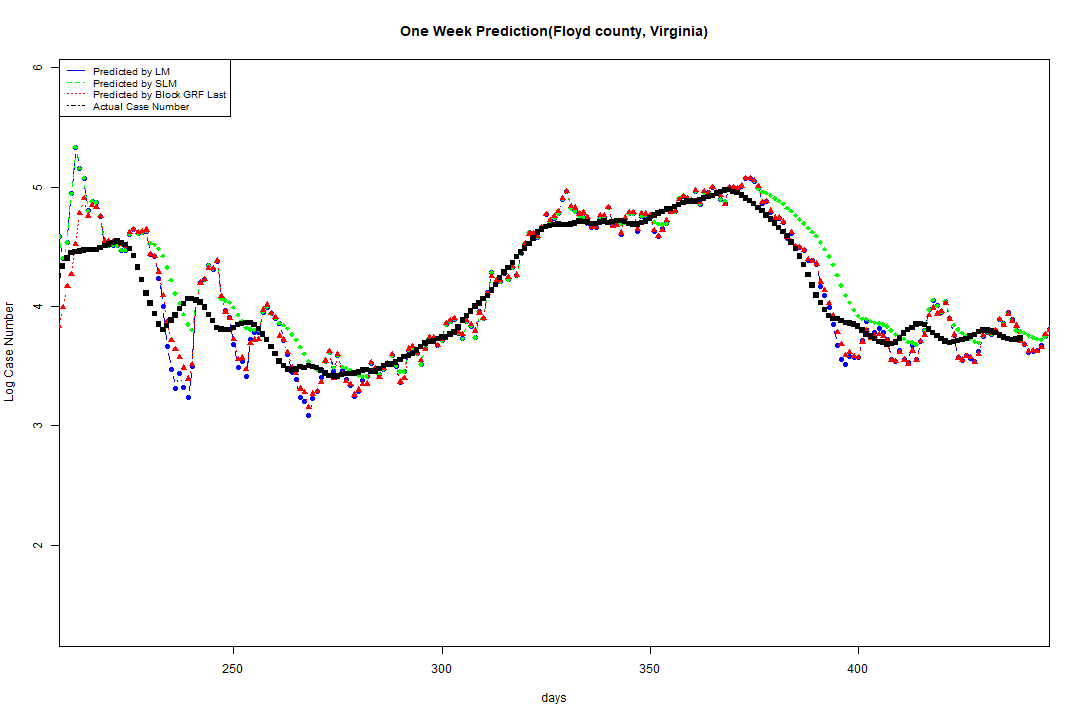 One Week Prediction(Floyd county, Virginia)
Predicted by LM
Predicted by SLM
Predicted by Block GRF Last
Actual Case Number
6
5
4
3
2
Log Case Number
250
300
350
400
days